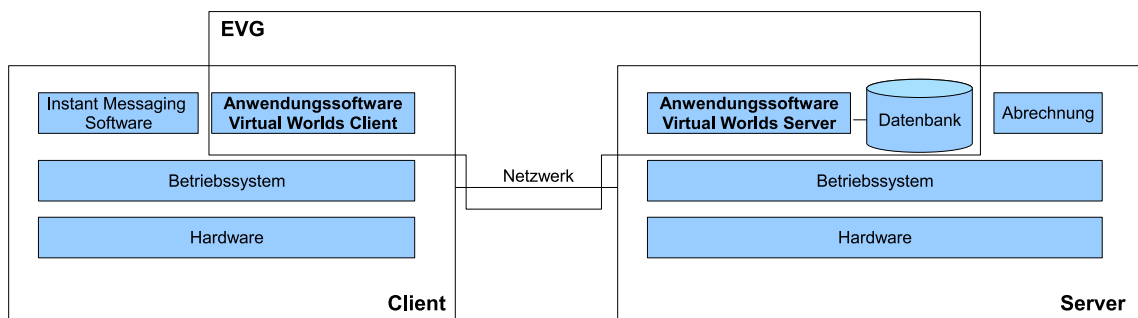 EVG
Instant Messaging
Software
Anwendungssoftware
Virtual Worlds Client
Betriebssystem
Hardware
Client
Netzwerk
Anwendungssoftware
Virtual Worlds Server
Datenbank
Abrechnung
Betriebssystem
Hardware
Server